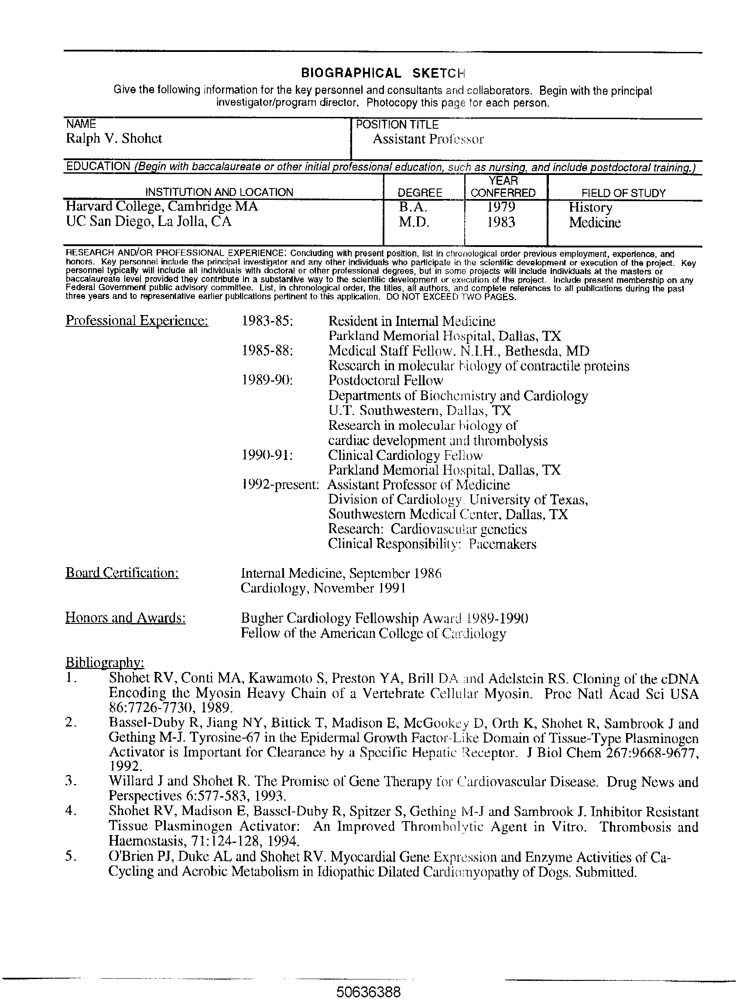 BIOGRAPHICAL SKETCH
Give the following information for the key personnel and consultants and collaborators. Begin with the principal
investigator/program director. Photocopy this page for each person.
NAME POSITION TITLE
Ralph V. Shohet Assistant Professor
EDUCATION (Begin with baccalaureate or other initial professional education, such as nursing, and include postdoctoral training.)
INSTITUTION AND LOCATION DEGREE YEAR CONFERRED FIELD OF STUDY
Harvard College, Cambridge MA B.A. 1979 History
UC San Diego, La Jolla, CA M.D. 1983 Medicine
RESEARCH AND/OR PROFESSIONAL EXPERIENCE: Concluding with present position, list in chronological order previous employment, experience, and
honors. Key personnel include the principal investigator and any other individuals who participate in the scientific development or execution of the project. Key
personnel typically will include all individuals with doctoral or other professional degrees, but in some projects will include individuals at the masters or
baccalaureate level provided they contribute in a substantive way to the scientific development or execution of the project. Include present membership on any
Federal Government public advisory committee. List, in chronological order, the titles, all authors, and complete references to all publications during the past
three years and to representative earlier publications pertinent to this application. DO NOT EXCEED TWO PAGES.
Professional Experience: 1983-85: Resident in Internal Medicine
Parkland Memorial Hospital, Dallas, TX
1985-88: Medical Staff Fellow, N.I.H., Bethesda, MD
Research in molecular biology of contractile proteins
1989-90: Postdoctoral Fellow
Departments of Biochemistry and Cardiology
U.T. Southwestern, Dallas, TX
Research in molecular biology of
cardiac development and thrombolysis
1990-91: Clinical Cardiology Fellow
Parkland Memorial Hospital, Dallas, TX
1992-present: Assistant Professor of Medicine
Division of Cardiology, University of Texas,
Southwestern Medical Center, Dallas, TX
Research: Cardiovascular genetics
Clinical Responsibility: Pacemakers
Board Certification: Internal Medicine, September 1986
Cardiology, November 1991
Honors and Awards: Bugher Cardiology Fellowship Award 1989-1990
Fellow of the American College of Cardiology
Bibliography:
1. Shohet RV, Conti MA, Kawamoto S, Preston YA, Brill DA and Adelstein RS. Cloning of the cDNA
Encoding the Myosin Heavy Chain of a Vertebrate Cellular Myosin. Proc Natl Acad Sci USA
86:7726-7730, 1989.
2. Bassel-Duby R, Jiang NY, Bittick T, Madison E, McGookey D, Orth K, Shohet R, Sambrook J and
Gething M-J. Tyrosine-67 in the Epidermal Growth Factor-Like Domain of Tissue-Type Plasminogen
Activator is Important for Clearance by a Specific Hepatic Receptor. J Biol Chem 267:9668-9677,
1992.
3. Willard J and Shohet R. The Promise of Gene Therapy for Cardiovascular Disease. Drug News and
Perspectives 6:577-583, 1993.
4. Shohet RV, Madison E, Bassel-Duby R, Spitzer S, Gething M-J and Sambrook J. Inhibitor Resistant
Tissue Plasminogen Activator: An Improved Thrombolytic Agent in Vitro. Thrombosis and
Haemostasis, 71:124-128, 1994.
5. O'Brien PJ, Duke AL and Shohet RV. Myocardial Gene Expression and Enzyme Activities of Ca-
Cycling and Aerobic Metabolism in Idiopathic Dilated Cardiomyopathy of Dogs. Submitted.
50636388